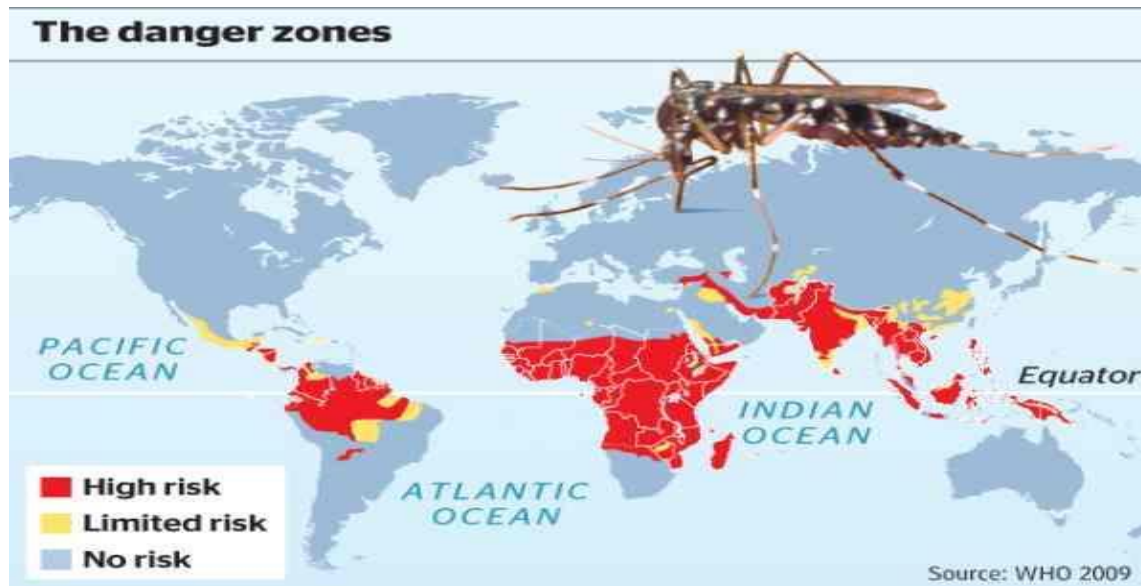 The danger zones
PACIFIC
OCEAN
Equator
INDIAN
OCEAN
ATLANTIC
OCEAN
High risk
Limited risk
No risk
Source: WHO 2009